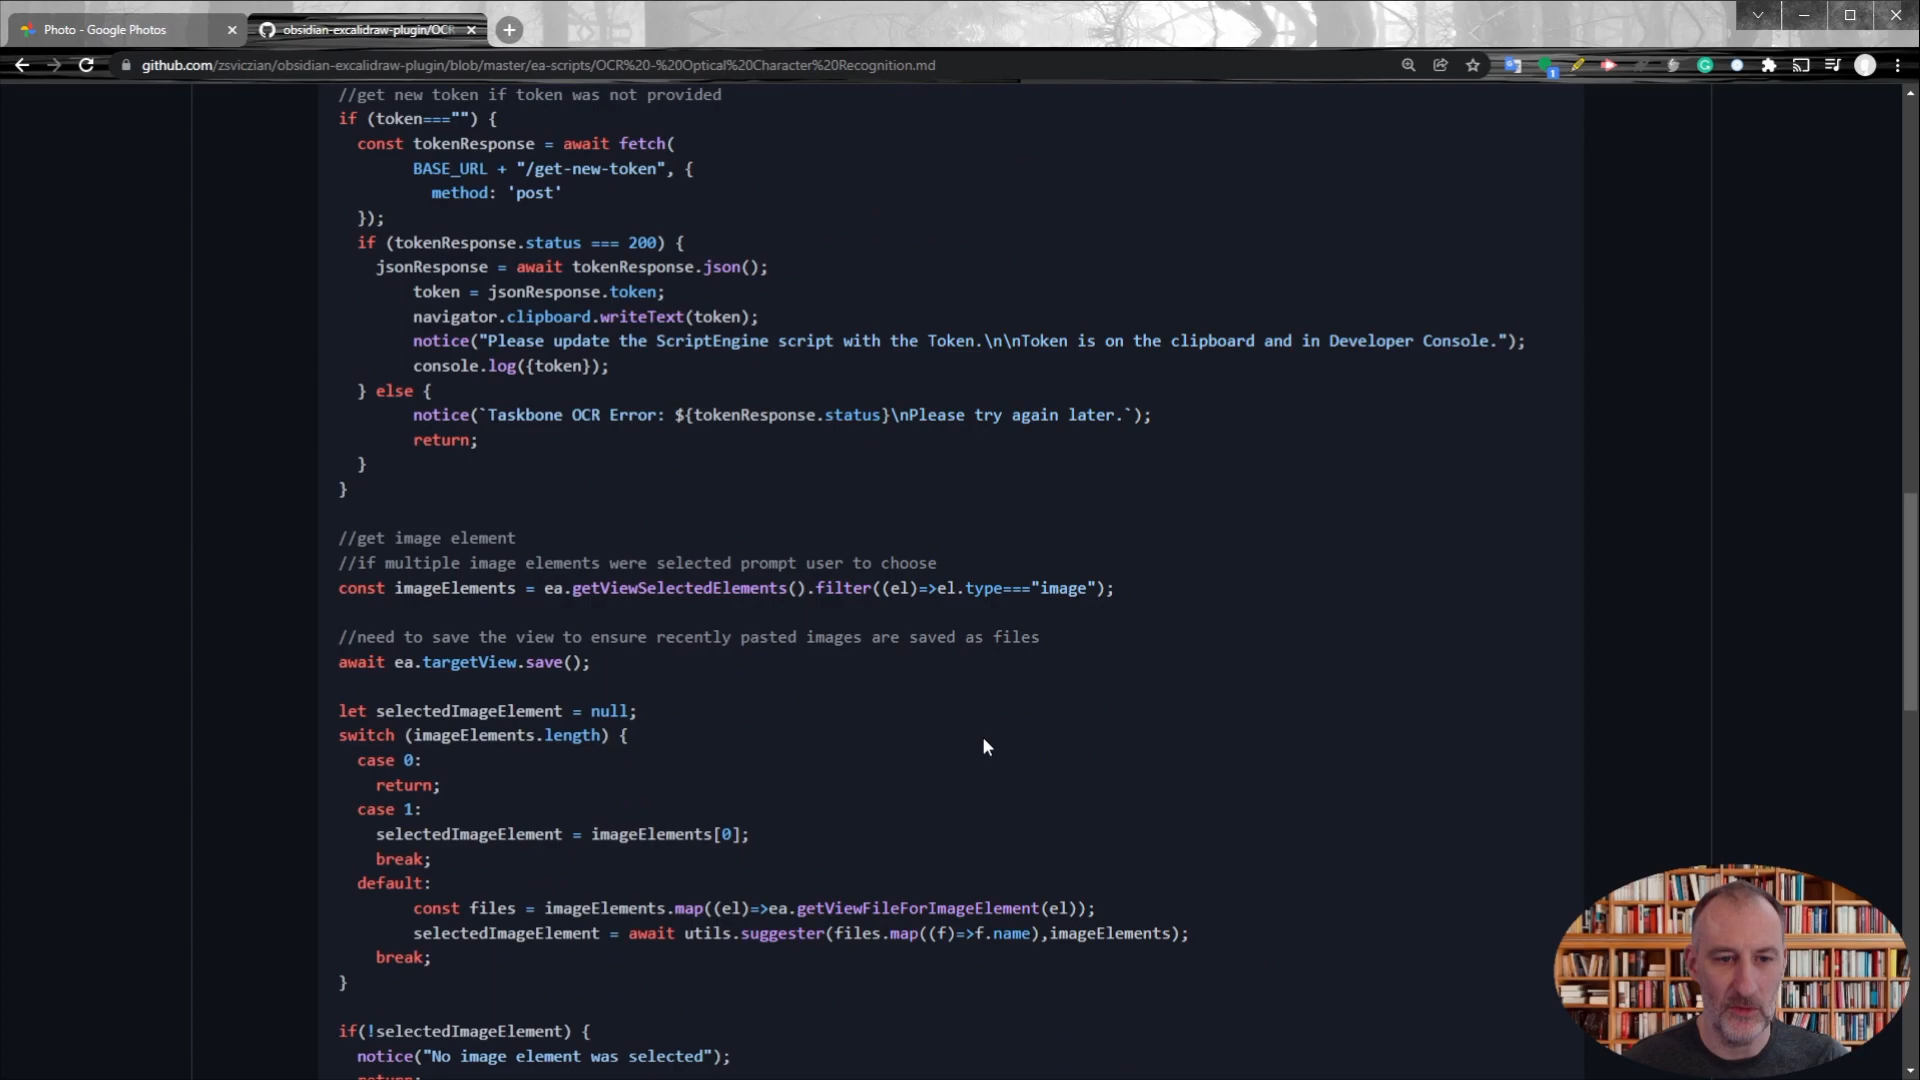 Photo - Google Photos
obsidian-excalidraw-plugin/OCR
github.com/zsviczian/obsidian-excalidraw-plugin/blob/master/ea-scripts/OCR%20-%20Optical%20Character%20Recognition.md
1
//get new token if token was not provided
if (token==="") {
const tokenResponse = await fetch(
BASE_URL + "/get-new-token", {
method: 'post'
});
if (tokenResponse.status === 200) {
jsonResponse = await tokenResponse.json();
token = jsonResponse.token;
navigator.clipboard.writeText(token);
notice("Please update the ScriptEngine script with the Token.\n\nToken is on the clipboard and in Developer Console.");
console.log({token});
} else {
notice(`Taskbone OCR Error: ${tokenResponse.status}\nPlease try again later.`);
return;
}
}
//get image element
//if multiple image elements were selected prompt user to choose
const imageElements = ea.getViewSelectedElements().filter((el)=>el.type==="image");
//need to save the view to ensure recently pasted images are saved as files
await ea.targetView.save();
let selectedImageElement = null;
switch (imageElements.length) {
case 0:
return;
case 1:
selectedImageElement = imageElements[0];
break;
default:
const files = imageElements.map((el)=>ea.getViewFileForImageElement(el));
selectedImageElement = await utils.suggester(files.map((f)=>f.name),imageElements);
break;
}
if(!selectedImageElement) {
notice("No image element was selected");